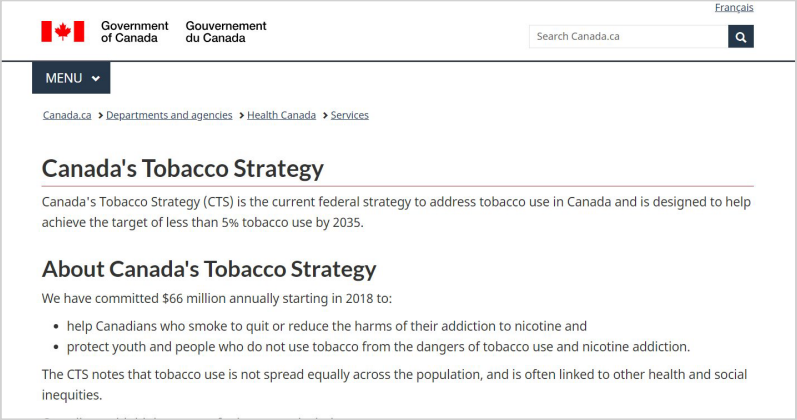 Français
Government of Canada
Gouvernement du Canada
Search Canada.ca
MENU
Canada.ca > Departments and agencies > Health Canada > Services
Canada's Tobacco Strategy
Canada's Tobacco Strategy (CTS) is the current federal strategy to address tobacco use in Canada and is designed to help
achieve the target of less than 5% tobacco use by 2035.
About Canada's Tobacco Strategy
We have committed $66 million annually starting in 2018 to:
• help Canadians who smoke to quit or reduce the harms of their addiction to nicotine and
• protect youth and people who do not use tobacco from the dangers of tobacco use and nicotine addiction.
The CTS notes that tobacco use is not spread equally across the population, and is often linked to other health and social
inequities.